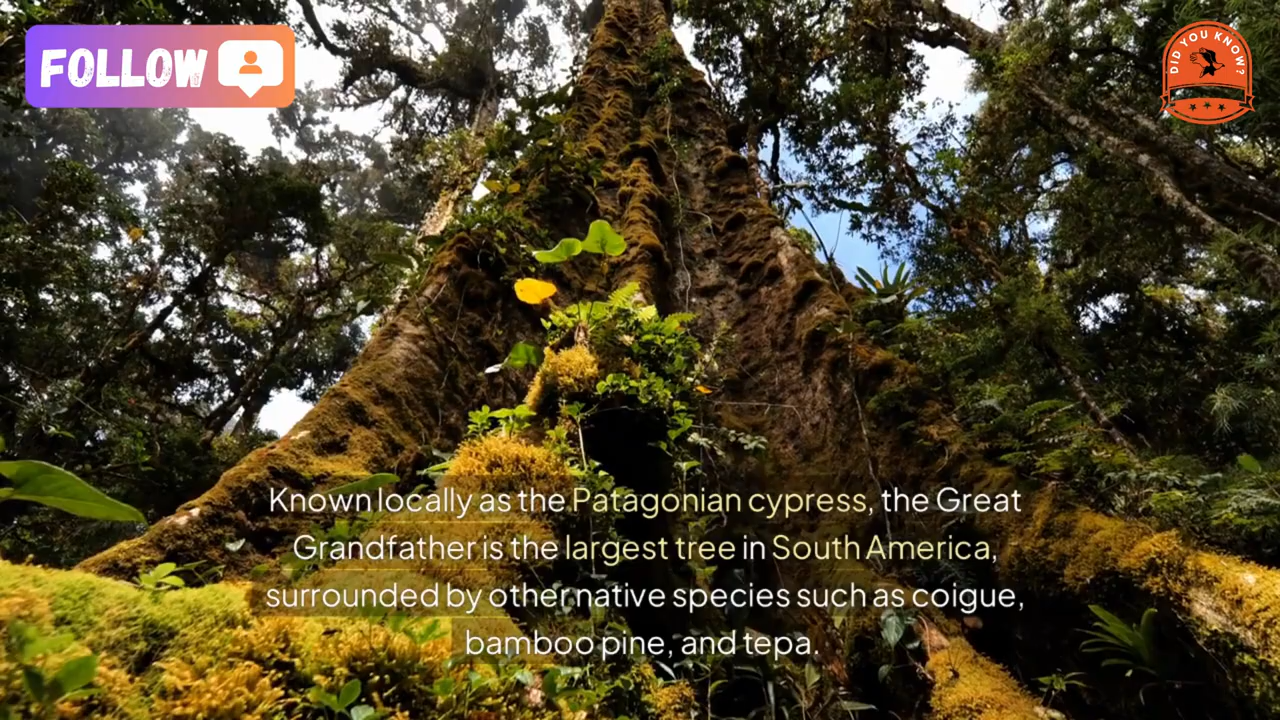 FOLLOW
DID YOU KNOW?
Known locally as the Patagonian cypress, the Great
Grandfather is the largest tree in South America,
surrounded by other native species such as coigue,
bamboo pine, and tepa.